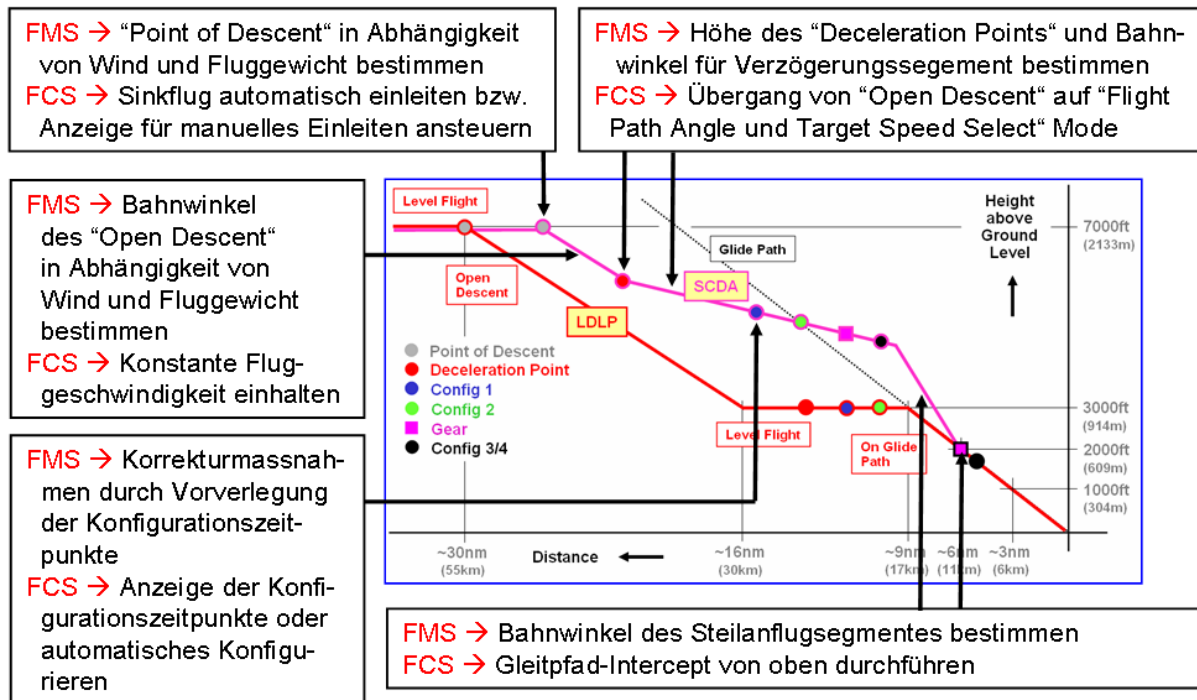 FMS → “Point of Descent“ in Abhängigkeit
von Wind und Fluggewicht bestimmen
FCS → Sinkflug automatisch einleiten bzw.
Anzeige für manuelles Einleiten ansteuern
FMS → Höhe des “Deceleration Points“ und Bahn-
winkel für Verzögerungssegement bestimmen
FCS → Übergang von “Open Descent“ auf “Flight
Path Angle und Target Speed Select“ Mode
FMS → Bahnwinkel
des “Open Descent“
in Abhängigkeit von
Wind und Fluggewicht
bestimmen
FCS → Konstante Flug-
geschwindigkeit einhalten
FMS → Korrekturmassnah-
men durch Vorverlegung
der Konfigurationszeit-
punkte
FCS → Anzeige der Konfi-
gurationszeitpunkte oder
automatisches Konfigu-
rieren
Level Flight
Height
above
Ground
Level
7000ft
(2133m)
Glide Path
Open
Descent
SCDA
LDLP
Point of Descent
Deceleration Point
Config 1
Config 2
Gear
Config 3/4
Level Flight
On Glide
Path
3000ft
(914m)
2000ft
(609m)
1000ft
(304m)
~30nm
(55km)
Distance
~16nm
(30km)
~9nm
(17km)
~6nm
(11km)
~3nm
(6km)
FMS → Bahnwinkel des Steilanflugsegmentes bestimmen
FCS → Gleitpfad-Intercept von oben durchführen